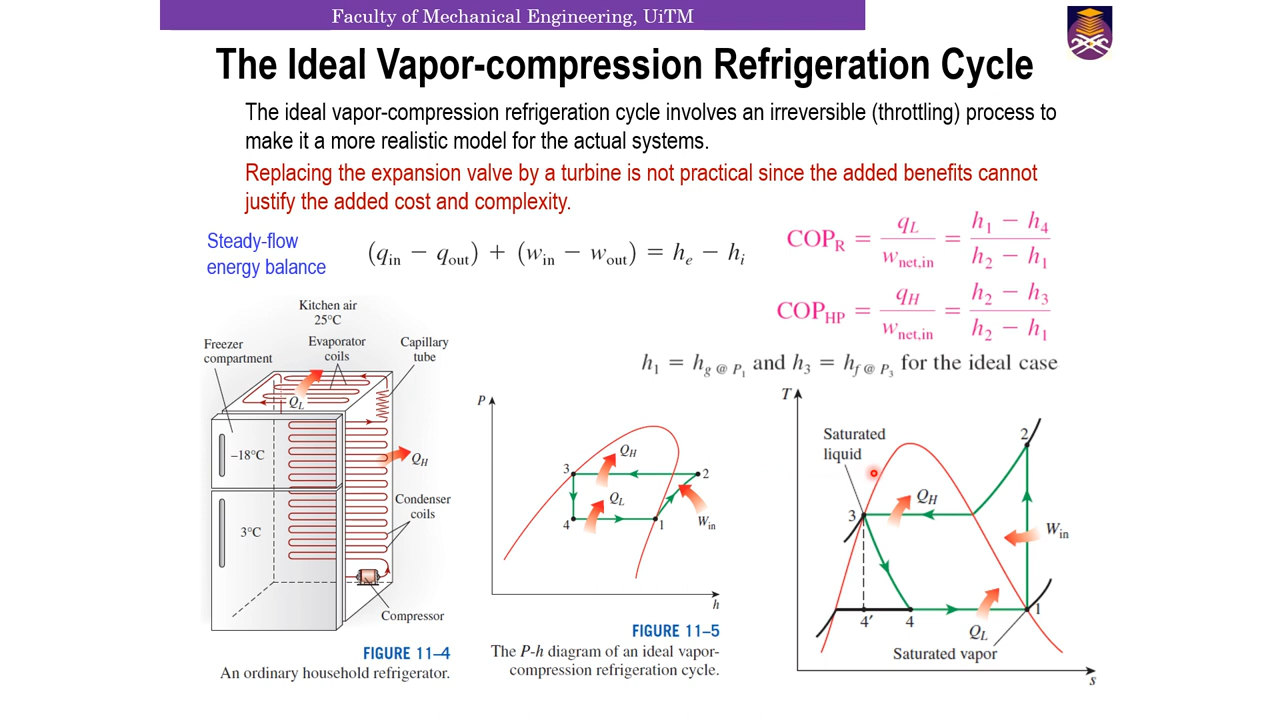 Faculty of Mechanical Engineering, UiTM
The Ideal Vapor-compression Refrigeration Cycle
The ideal vapor-compression refrigeration cycle involves an irreversible (throttling) process to
make it a more realistic model for the actual systems.
Replacing the expansion valve by a turbine is not practical since the added benefits cannot
justify the added cost and complexity.
Steady-flow
energy balance
(q_in − q_out) + (w_in − w_out) = h_e − h_i
COP_R = q_L / w_net,in = (h_1 − h_4) / (h_2 − h_1)
COP_HP = q_H / w_net,in = (h_2 − h_3) / (h_2 − h_1)
h_1 = h_g @ P_1 and h_3 = h_f @ P_3 for the ideal case
Kitchen air
25°C
Freezer
compartment
Evaporator
coils
Capillary
tube
Q_L
−18°C
Q_H
Condenser
coils
3°C
Compressor
FIGURE 11–4
An ordinary household refrigerator.
P
Q_H
3
2
Q_L
4
1
W_in
h
FIGURE 11–5
The P-h diagram of an ideal vapor-
compression refrigeration cycle.
T
Saturated
liquid
2
Q_H
3
W_in
4′
4
1
Q_L
Saturated vapor
s